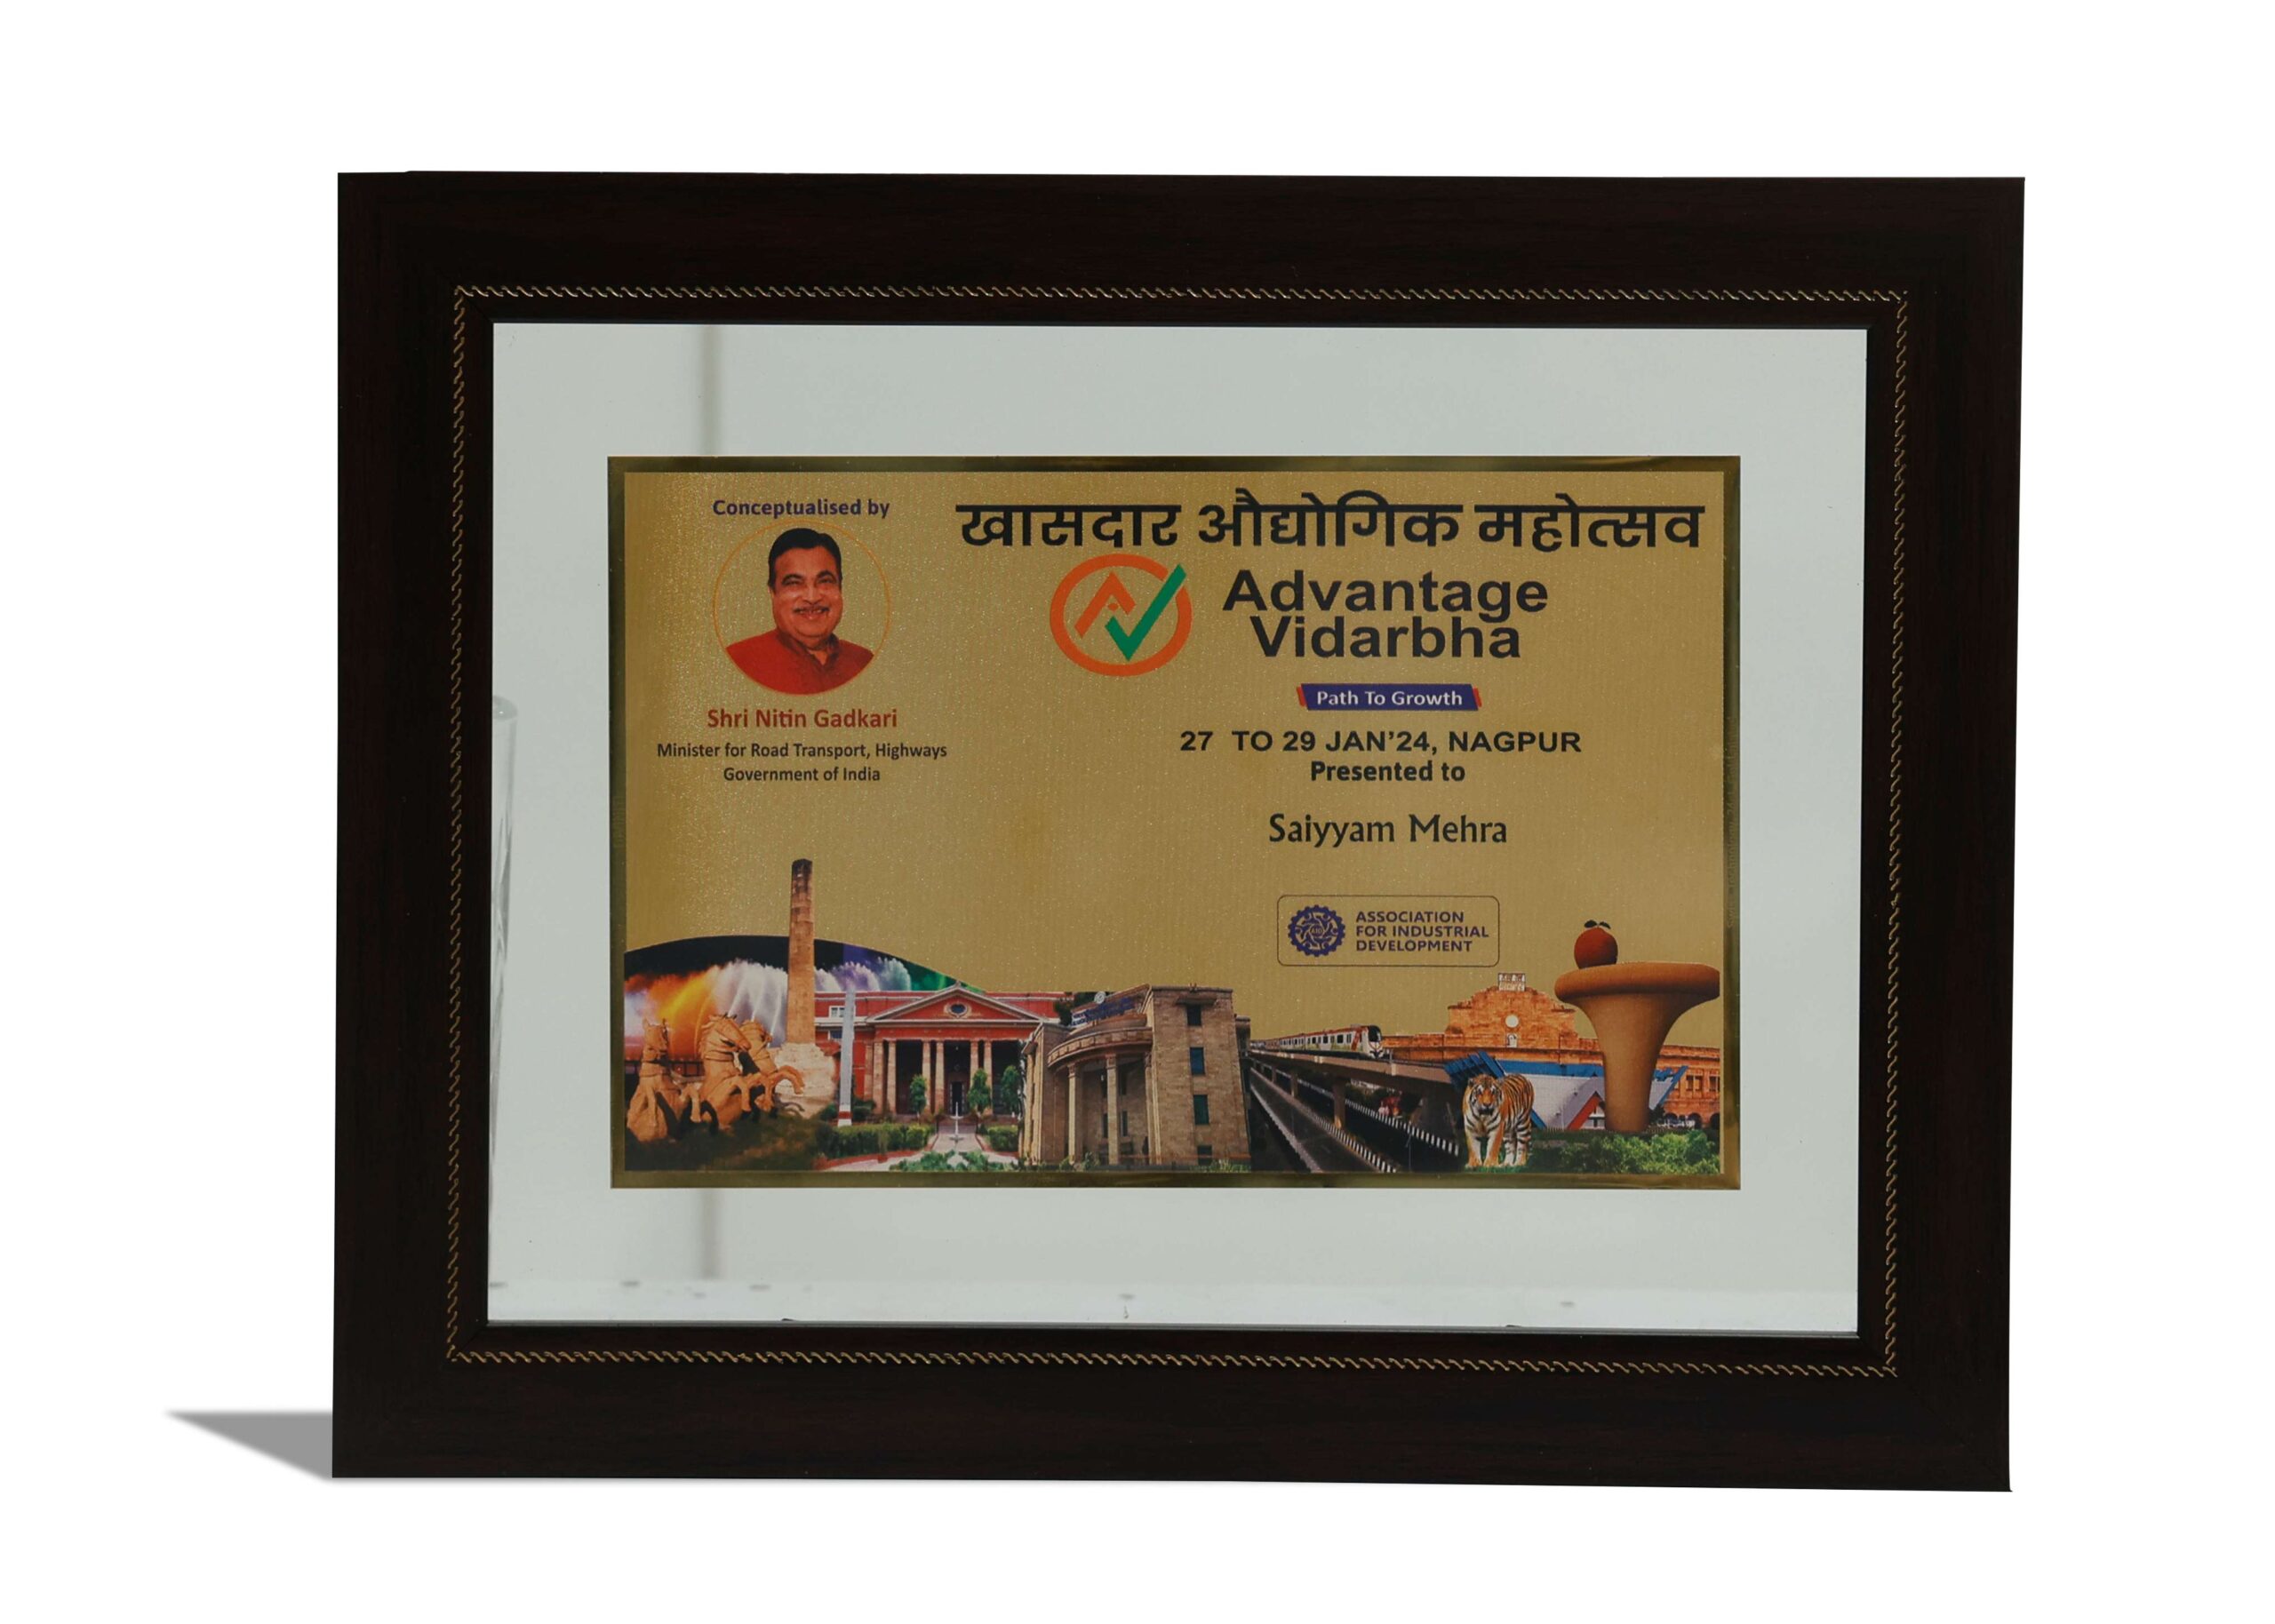 Conceptualised by
Shri Nitin Gadkari
Minister for Road Transport, Highways
Government of India
खासदार औद्योगिक महोत्सव
Advantage
Vidarbha
Path To Growth
27 TO 29 JAN'24, NAGPUR
Presented to
Saiyyam Mehra
AID
ASSOCIATION
FOR INDUSTRIAL
DEVELOPMENT